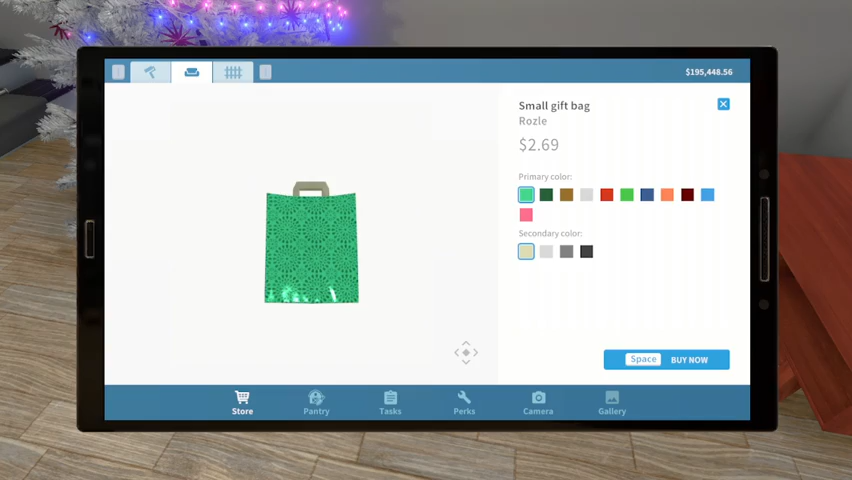 $195,448.56
Small gift bag
Rozle
$2.69
Primary color:
Secondary color:
Space BUY NOW
Store Pantry Tasks Perks Camera Gallery